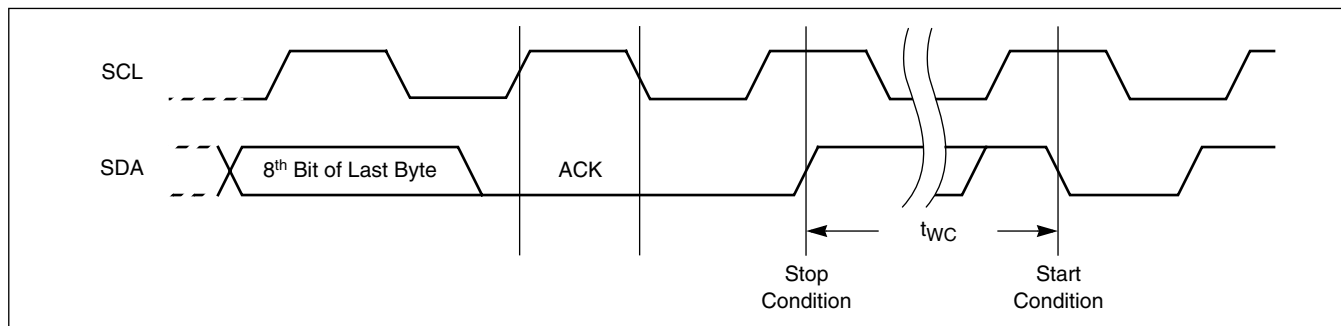 SCL
SDA
8th Bit of Last Byte
ACK
tWC
Stop
Condition
Start
Condition